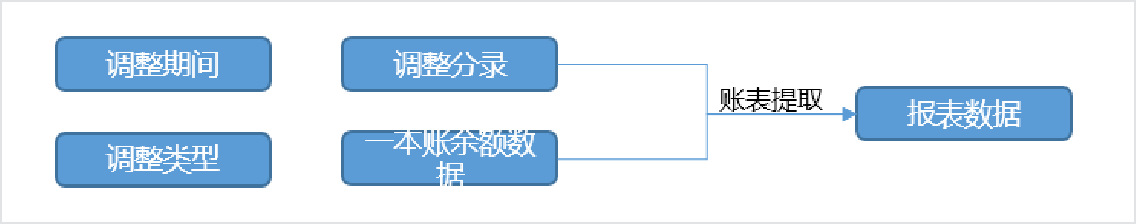 调整期间
调整分录
账表提取
报表数据
调整类型
一本账余额数
据